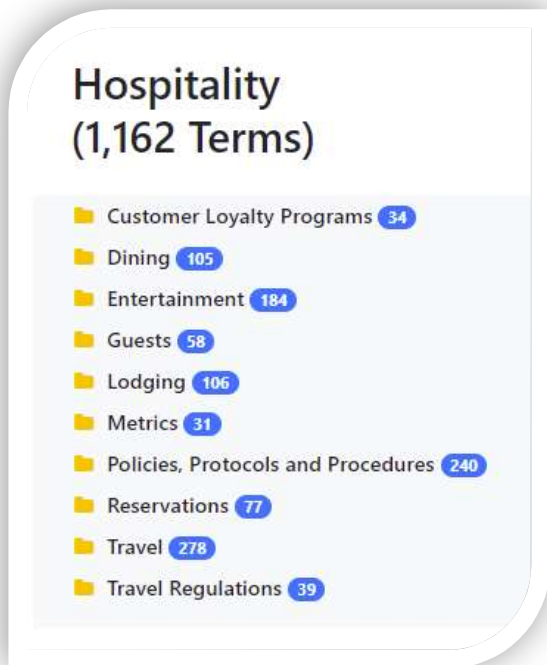 Hospitality
(1,162 Terms)
Customer Loyalty Programs 34
Dining 105
Entertainment 184
Guests 58
Lodging 106
Metrics 31
Policies, Protocols and Procedures 240
Reservations 77
Travel 278
Travel Regulations 39